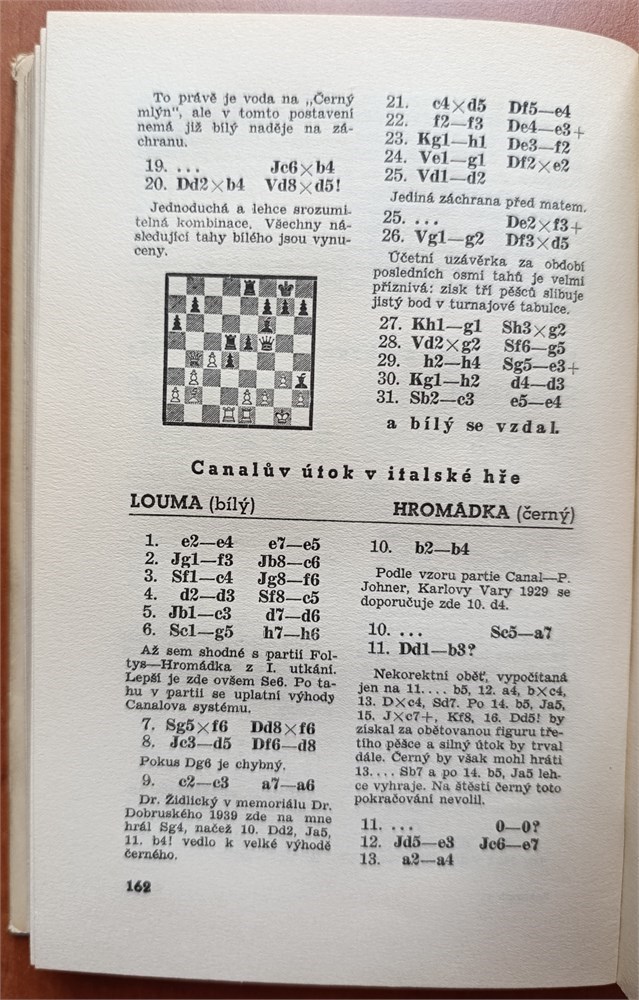 To právě je voda na „Černý
mlýn“, ale v tomto postavení
nemá již bílý naděje na zá-
chranu.
19. ... Jc6×b4
20. Dd2×b4 Vd8×d5!
Jednoduchá a lehce srozumi-
telná kombinace. Všechny ná-
sledující tahy bílého jsou vynu-
ceny.
21. c4×d5 Df5—e4
22. f2—f3 De4—e3+
23. Kg1—h1 De3—f2
24. Ve1—g1 Df2×e2
25. Vd1—d2
Jediná záchrana před matem.
25. ... De2×f3+
26. Vg1—g2 Df3×d5
Účetní uzávěrka za období
posledních osmi tahů je velmi
příznivá: zisk tří pěšců slibuje
jistý bod v turnajové tabulce.
27. Kh1—g1 Sh3×g2
28. Vd2×g2 Sf6—g5
29. h2—h4 Sg5—e3+
30. Kg1—h2 d4—d3
31. Sb2—c3 e5—e4
a bílý se vzdal.
Canalův útok v italské hře
LOUMA (bílý) HROMÁDKA (černý)
1. e2—e4 e7—e5
2. Jg1—f3 Jb8—c6
3. Sf1—c4 Jg8—f6
4. d2—d3 Sf8—c5
5. Jb1—c3 d7—d6
6. Sc1—g5 h7—h6
Až sem shodné s partií Fol-
tys—Hromádka z I. utkání.
Lepší je zde ovšem Se6. Po ta-
hu v partii se uplatní výhody
Canalova systému.
7. Sg5×f6 Dd8×f6
8. Jc3—d5 Df6—d8
Pokus Dg6 je chybný.
9. c2—c3 a7—a6
Dr. Židlický v memoriálu Dr.
Dobruského 1939 zde na mne
hrál Sg4, načež 10. Dd2, Ja5,
11. b4! vedlo k velké výhodě
černého.
10. b2—b4
Podle vzoru partie Canal—P.
Johner, Karlovy Vary 1929 se
doporučuje zde 10. d4.
10. ... Sc5—a7
11. Dd1—b3?
Nekorektní oběť, vypočítaná
jen na 11.... b5, 12. a4, b×c4,
13. D×c4, Sd7. Po 14. b5, Ja5,
15. J×c7+, Kf8, 16. Dd5! by
získal za obětovanou figuru tře-
tího pěšce a silný útok by trval
dále. Černý by však mohl hráti
13.... Sb7 a po 14. b5, Ja5 leh-
ce vyhraje. Na štěstí černý toto
pokračování nevolil.
11. ... 0—0?
12. Jd5—e3 Jc6—e7
13. a2—a4
162